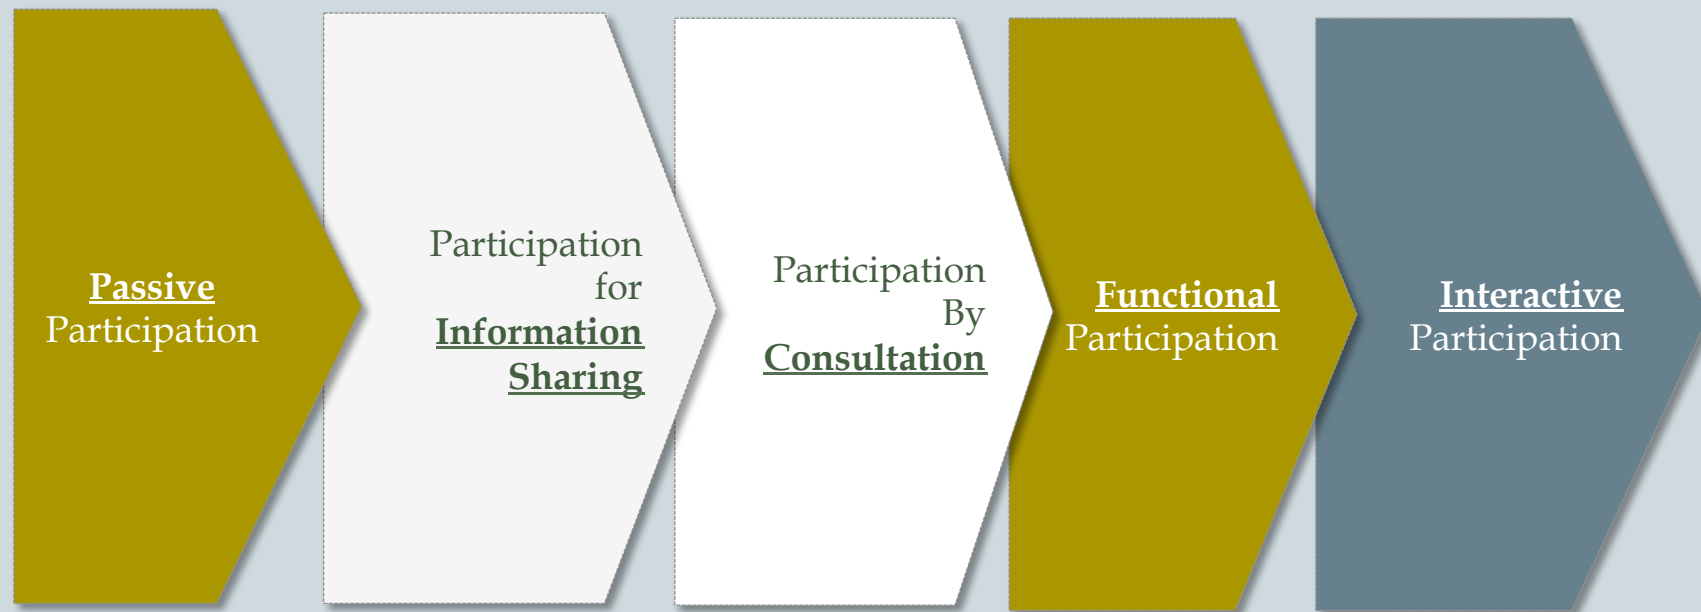 Passive
Participation
Participation
for
Information
Sharing
Participation
By
Consultation
Functional
Participation
Interactive
Participation